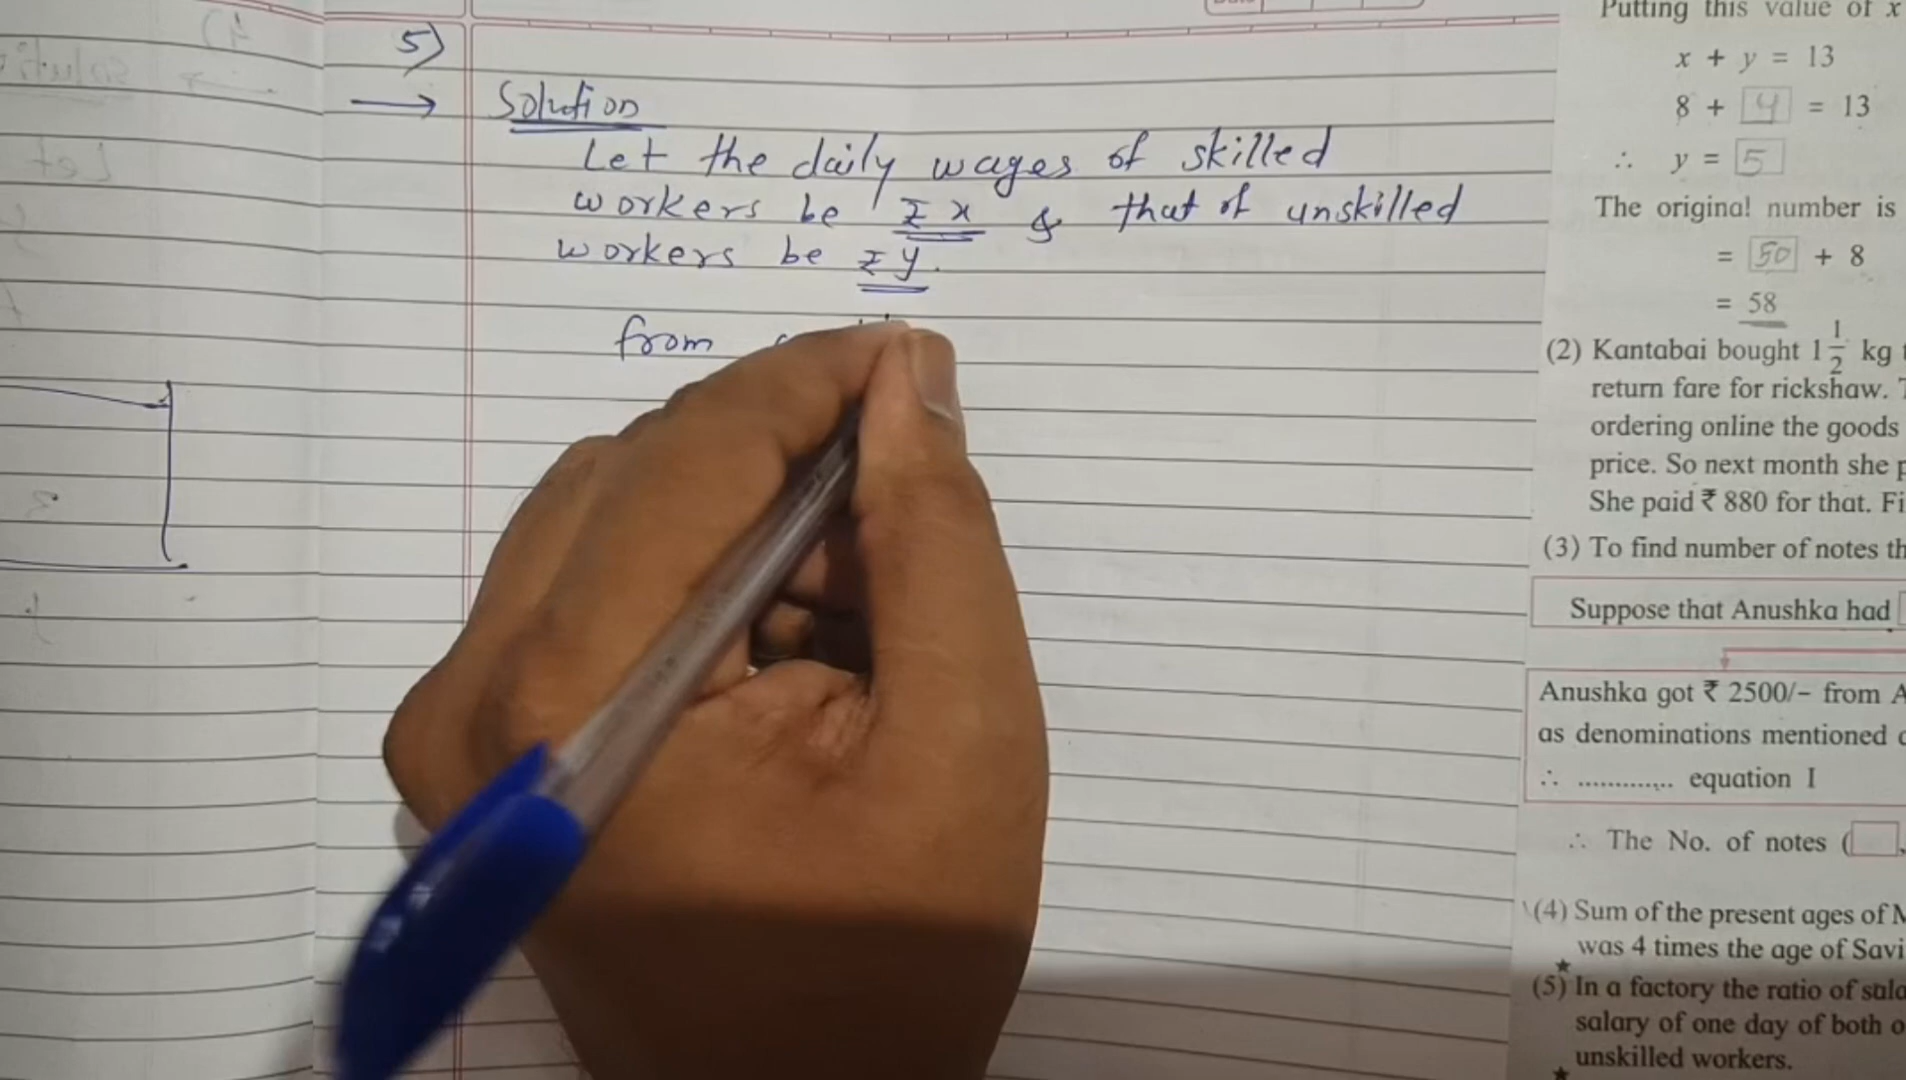 5)
→ Solution
Let the daily wages of skilled
workers be ₹ x & that of unskilled
workers be ₹ y.
from
Putting this value of x
x + y = 13
8 + 4 = 13
∴ y = 5
The original number is
= 50 + 8
= 58
(2) Kantabai bought 1 1/2 kg
return fare for rickshaw.
ordering online the goods
price. So next month she
She paid ₹ 880 for that.
(3) To find number of notes
Suppose that Anushka had
Anushka got ₹ 2500/- from
as denominations mentioned
∴ .............. equation I
∴ The No. of notes (
(4) Sum of the present ages of
was 4 times the age of
(5) In a factory the ratio of
salary of one day of both
unskilled workers.